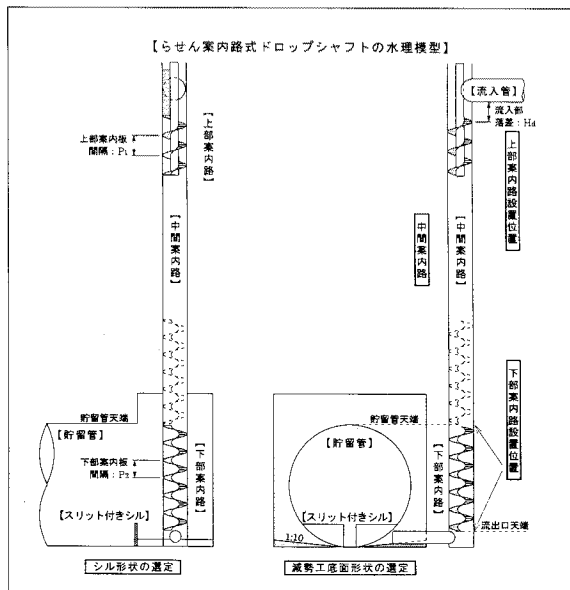 【らせん案内路式ドロップシャフトの水理模型】
上部案内板
間隔：P1
【上部案内路】
【中間案内路】
貯留管天端
【貯留管】
下部案内板
間隔：P2
【下部案内路】
【スリット付きシル】
シル形状の選定
【流入管】
流入部
落差：Hd
上部案内路設置位置
中間案内路
【中間案内路】
貯留管天端
【貯留管】
下部案内路
下部案内路設置位置
【スリット付きシル】
流出口天端
1:10
減勢工底面形状の選定